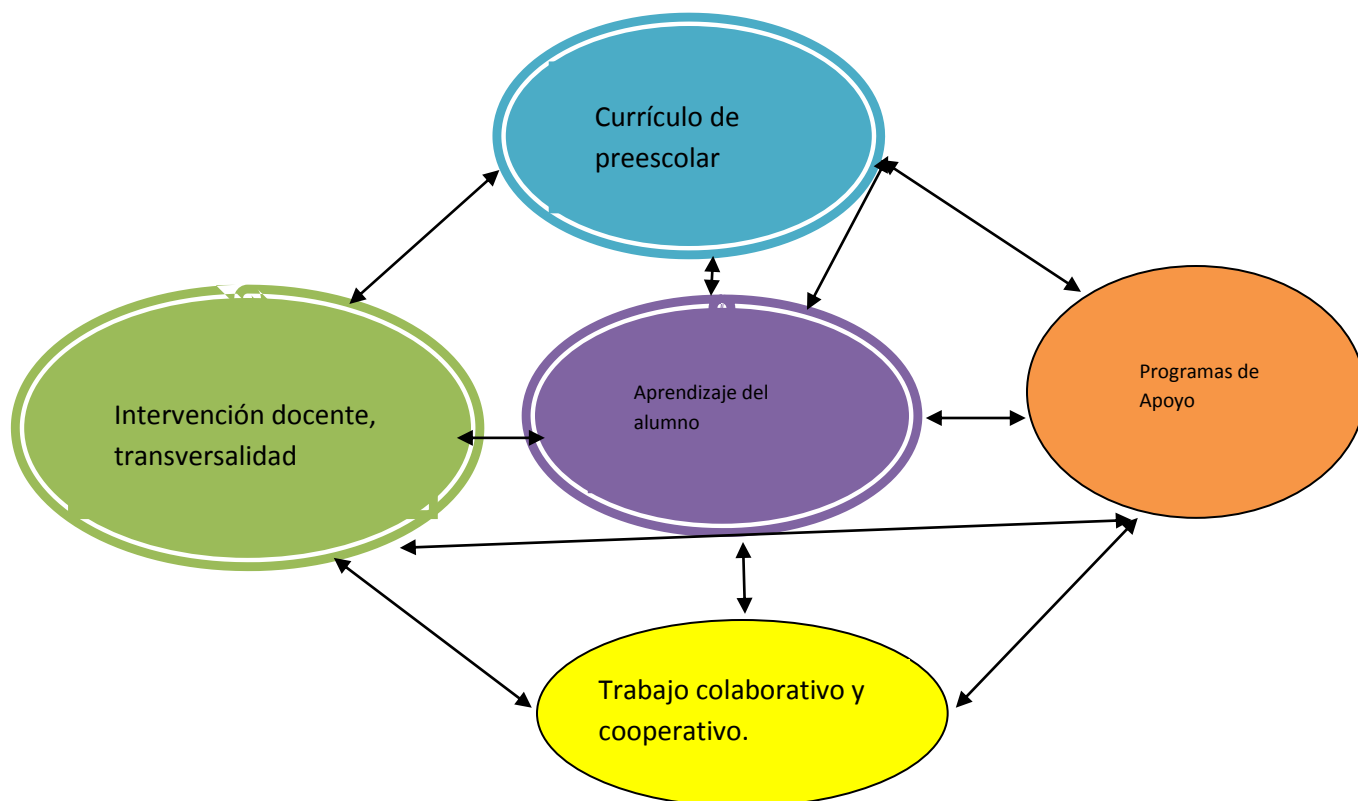 Currículo de
preescolar
Intervención docente,
transversalidad
Aprendizaje del
alumno
Programas de
Apoyo
Trabajo colaborativo y
cooperativo.